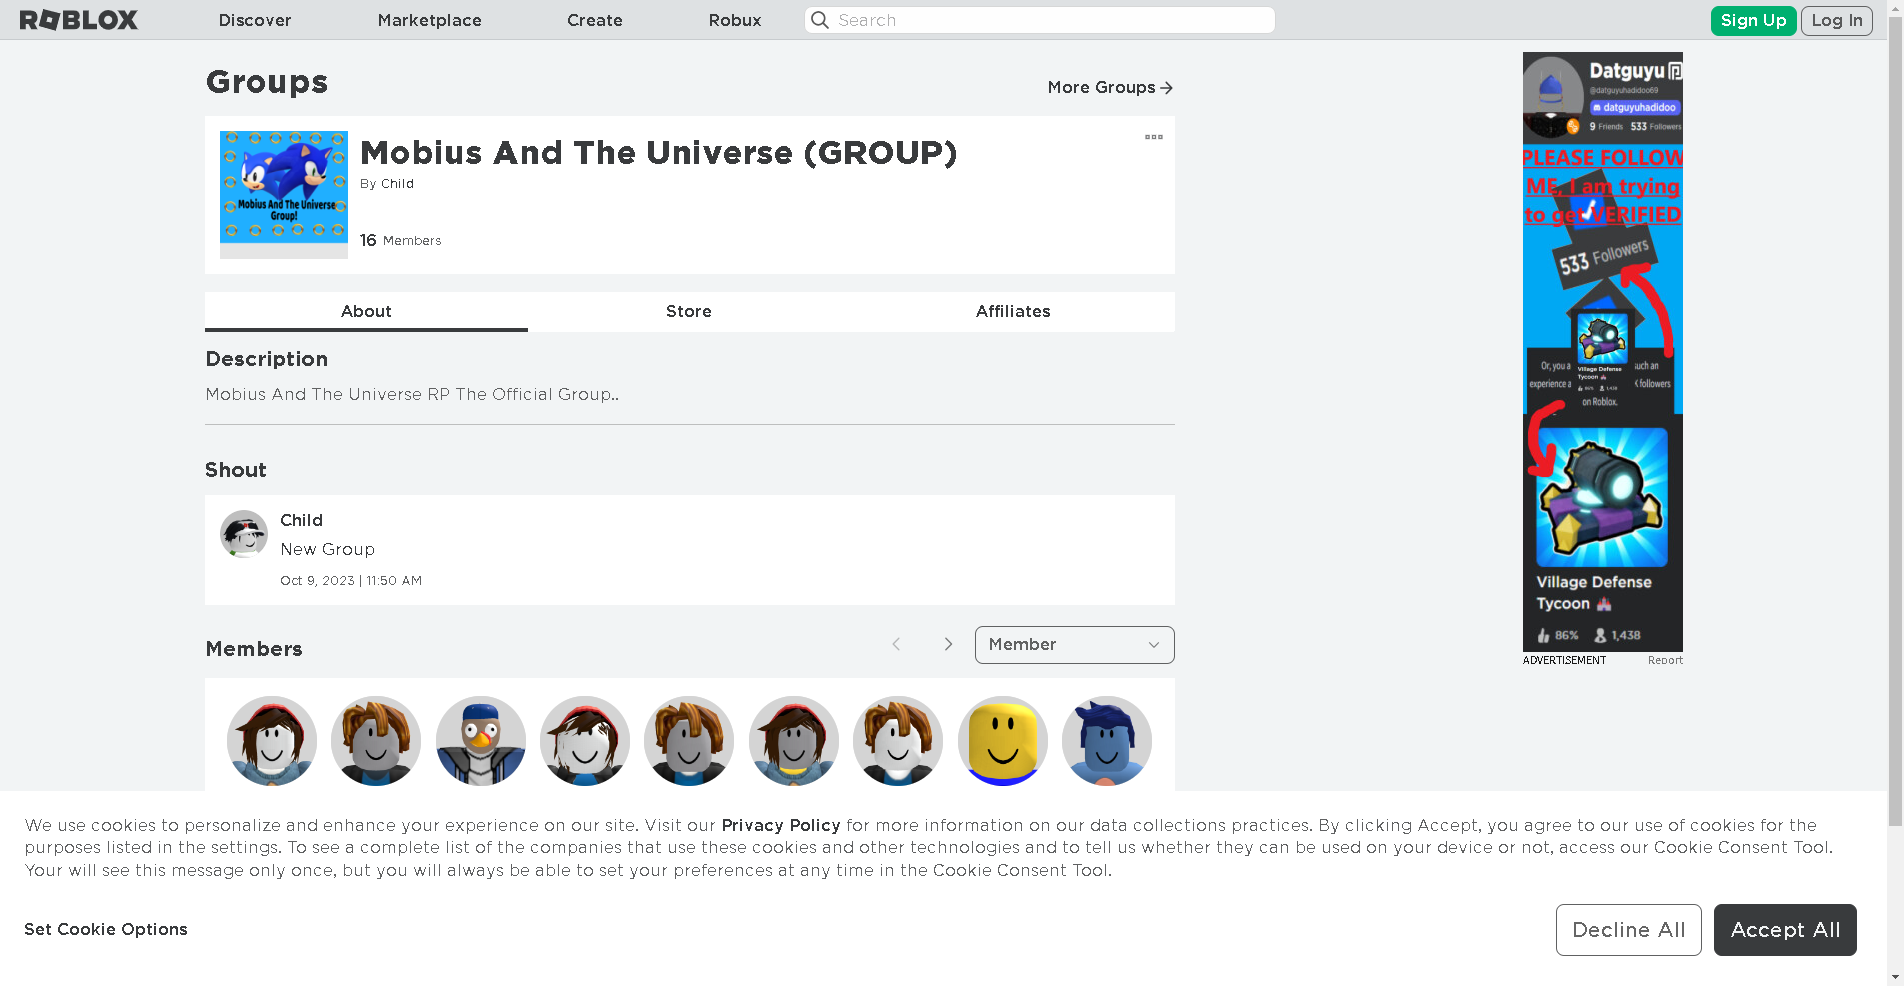 ROBLOX
Discover
Marketplace
Create
Robux
Search
Sign Up
Log In
Groups
More Groups
Mobius And The Universe (GROUP)
By Child
16 Members
Mobius And The Universe
Group!
About
Store
Affiliates
Description
Mobius And The Universe RP The Official Group..
Shout
Child
New Group
Oct 9, 2023 | 11:50 AM
Members
Member
Datguyu
@datguyuhadidoo69
datguyuhadidoo
9 Friends 533 Followers
PLEASE FOLLOW
ME, I am trying
to get VERIFIED
533 Followers
Or, you a
such an
Village Defense
Tycoon
experience a
K followers
86% 1,438
on Roblox.
Village Defense
Tycoon
86% 1,438
ADVERTISEMENT
Report
We use cookies to personalize and enhance your experience on our site. Visit our Privacy Policy for more information on our data collections practices. By clicking Accept, you agree to our use of cookies for the
purposes listed in the settings. To see a complete list of the companies that use these cookies and other technologies and to tell us whether they can be used on your device or not, access our Cookie Consent Tool.
Your will see this message only once, but you will always be able to set your preferences at any time in the Cookie Consent Tool.
Set Cookie Options
Decline All
Accept All